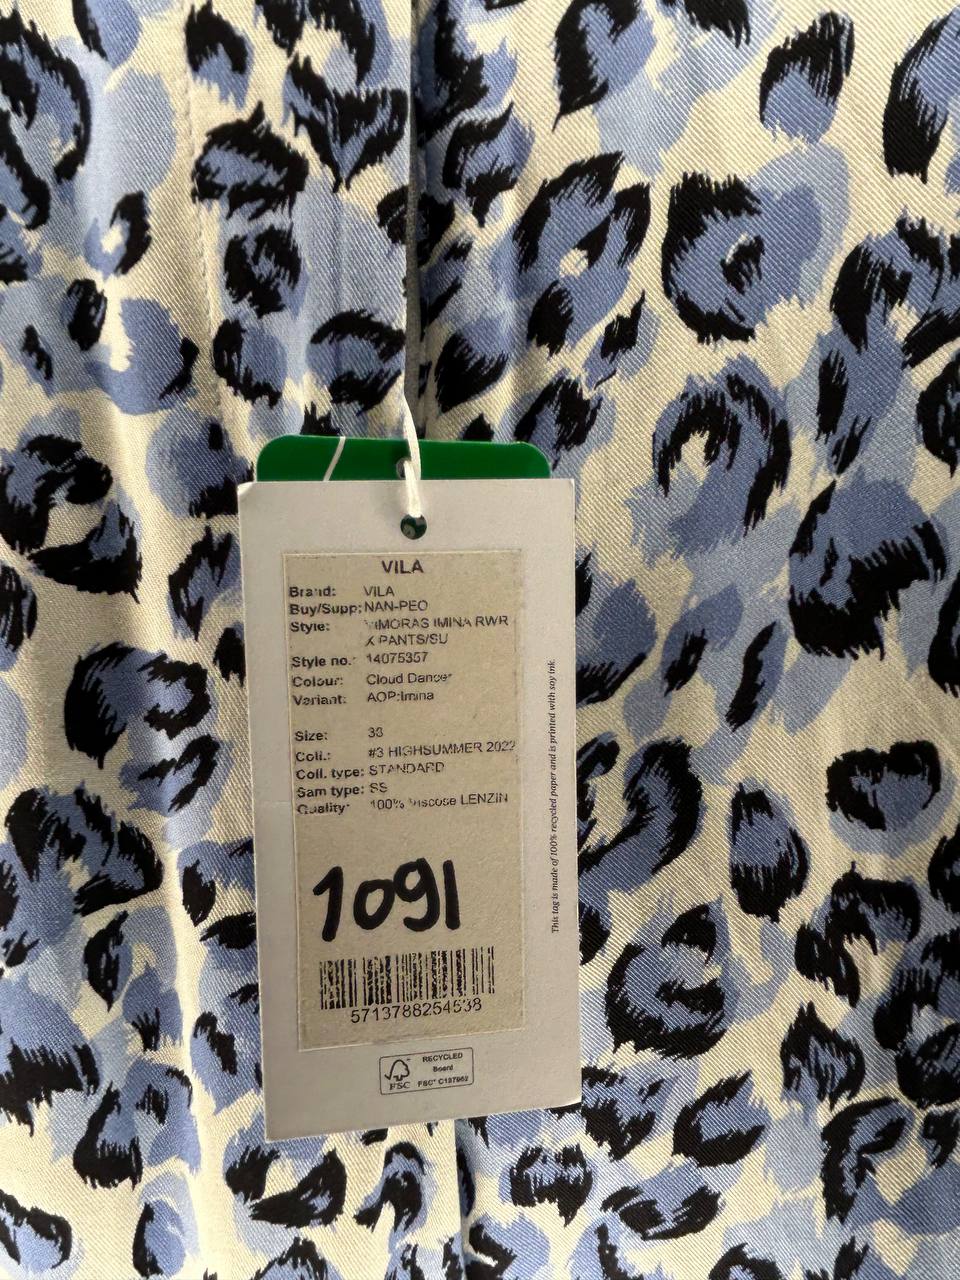 VILA
Brand: VILA
Buy/Supp: NAN-PEO
Style: VIMORAS IMINA RWR
X PANTS/SU
Style no.: 14075357
Colour: Cloud Dancer
Variant: AOP:Imina
Size: 38
Coll.: #3 HIGHSUMMER 2022
Coll. type: STANDARD
Sam type: SS
Quality: 100% Viscose LENZIN
1091
5713788254538
FSC
RECYCLED
Board
FSC® C137962
This tag is made of 100% recycled paper and is printed with soy ink.